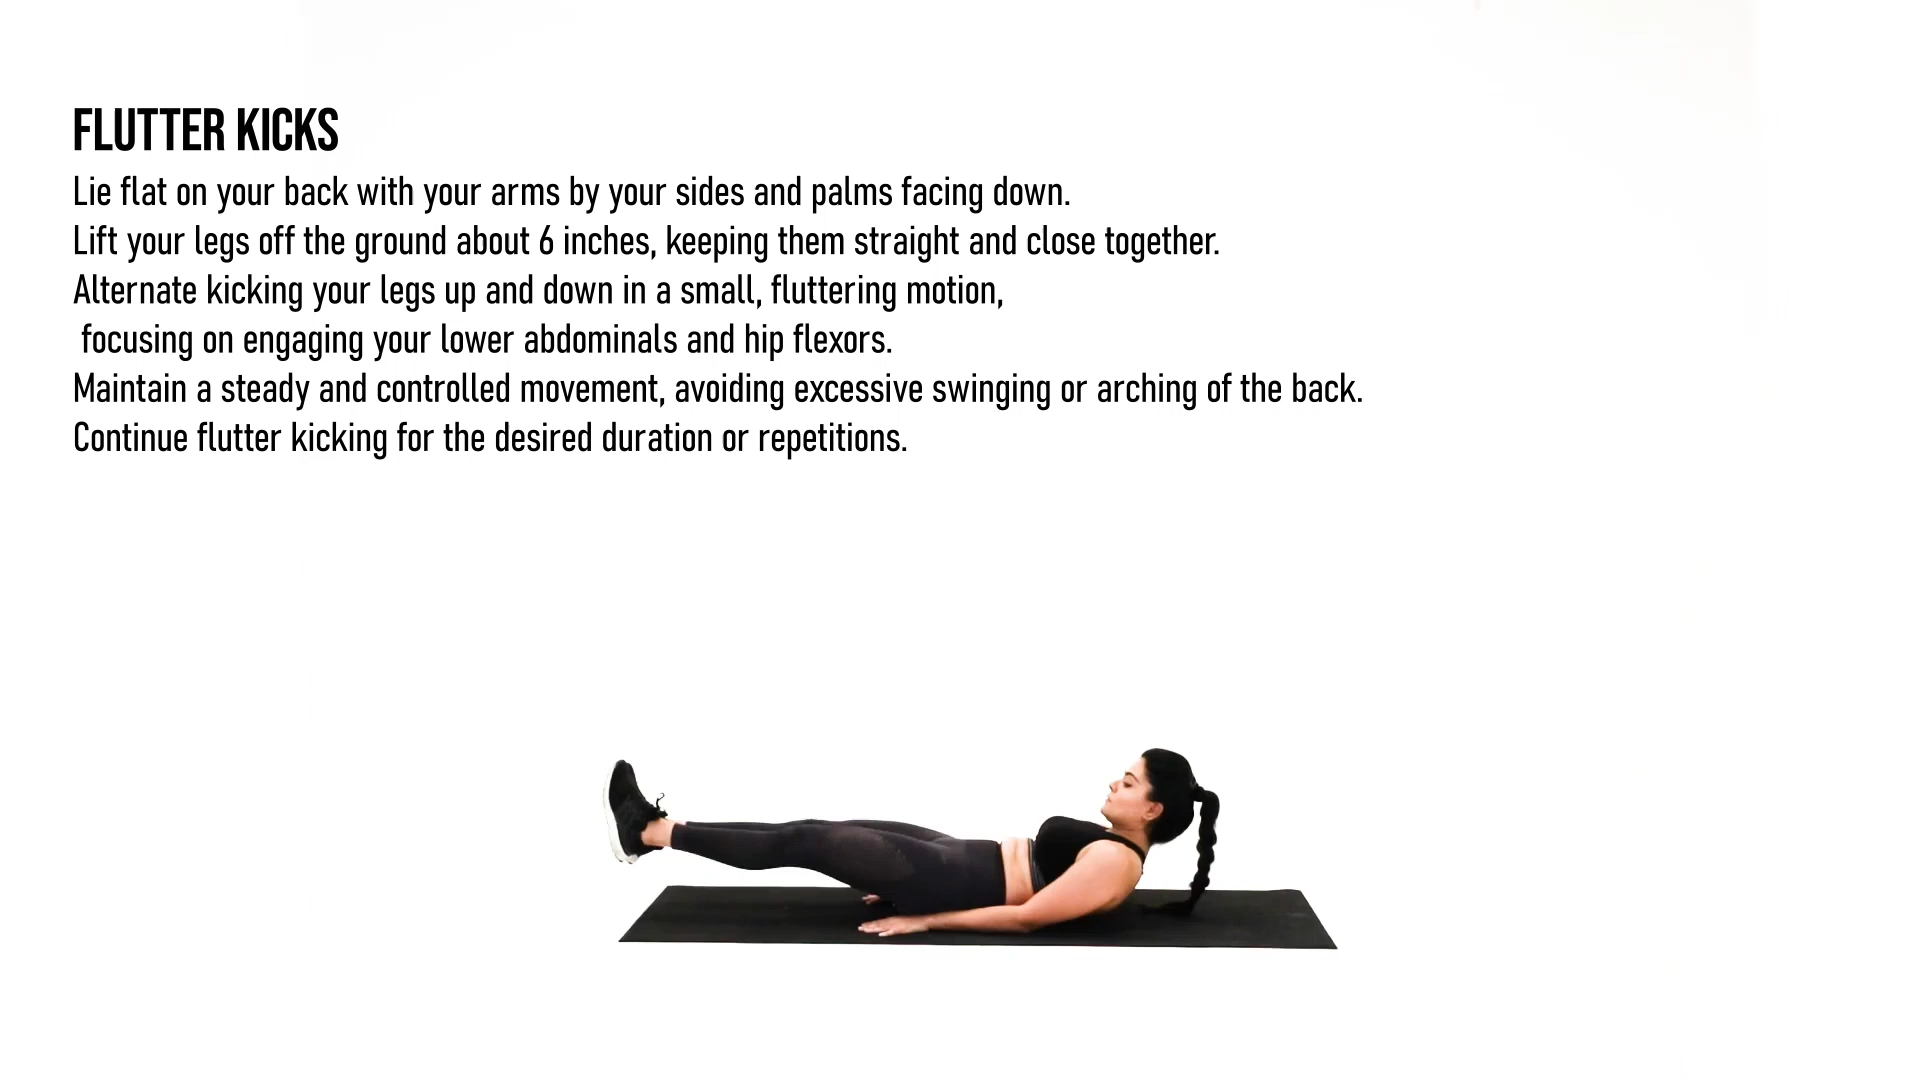 FLUTTER KICKS
Lie flat on your back with your arms by your sides and palms facing down.
Lift your legs off the ground about 6 inches, keeping them straight and close together.
Alternate kicking your legs up and down in a small, fluttering motion,
focusing on engaging your lower abdominals and hip flexors.
Maintain a steady and controlled movement, avoiding excessive swinging or arching of the back.
Continue flutter kicking for the desired duration or repetitions.